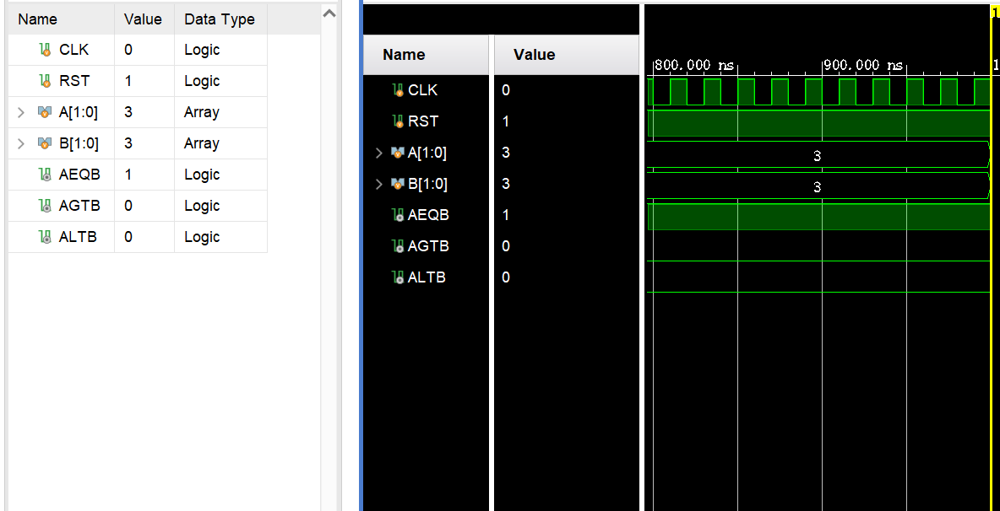 Name Value Data Type
CLK 0 Logic
RST 1 Logic
A[1:0] 3 Array
B[1:0] 3 Array
AEQB 1 Logic
AGTB 0 Logic
ALTB 0 Logic
Name Value
CLK 0
RST 1
A[1:0] 3
B[1:0] 3
AEQB 1
AGTB 0
ALTB 0
1
800.000 ns 900.000 ns 1
3
3